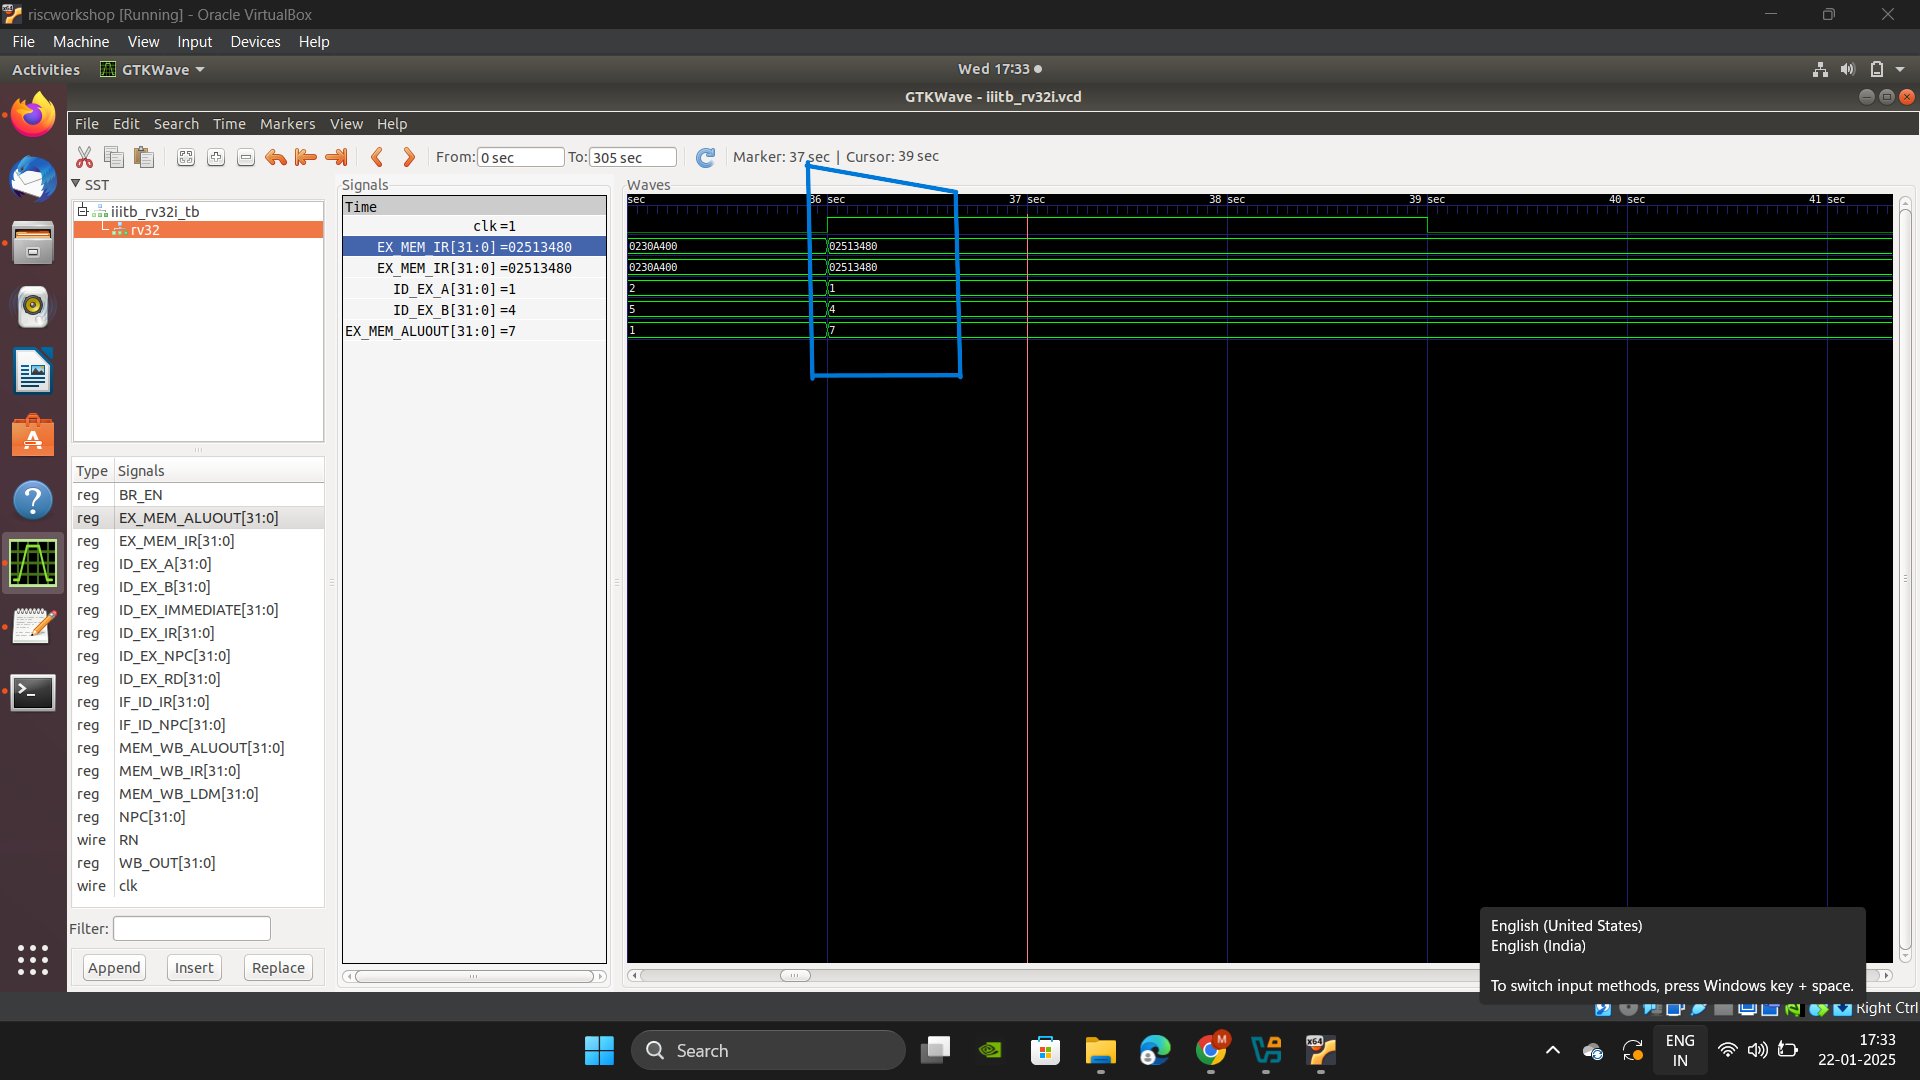 riscworkshop [Running] - Oracle VirtualBox
File Machine View Input Devices Help
Activities GTKWave Wed 17:33
GTKWave - iiitb_rv32i.vcd
File Edit Search Time Markers View Help
From: 0 sec To: 305 sec Marker: 37 sec | Cursor: 39 sec
SST
iiitb_rv32i_tb
rv32
Type Signals
reg BR_EN
reg EX_MEM_ALUOUT[31:0]
reg EX_MEM_IR[31:0]
reg ID_EX_A[31:0]
reg ID_EX_B[31:0]
reg ID_EX_IMMEDIATE[31:0]
reg ID_EX_IR[31:0]
reg ID_EX_NPC[31:0]
reg ID_EX_RD[31:0]
reg IF_ID_IR[31:0]
reg IF_ID_NPC[31:0]
reg MEM_WB_ALUOUT[31:0]
reg MEM_WB_IR[31:0]
reg MEM_WB_LDM[31:0]
reg NPC[31:0]
wire RN
reg WB_OUT[31:0]
wire clk
Filter:
Append Insert Replace
Signals
Time
clk=1
EX_MEM_IR[31:0]=02513480
EX_MEM_IR[31:0]=02513480
ID_EX_A[31:0]=1
ID_EX_B[31:0]=4
EX_MEM_ALUOUT[31:0]=7
Waves
sec 36 sec 37 sec 38 sec 39 sec 40 sec 41 sec
0230A400 02513480
0230A400 02513480
2 1
5 4
1 7
English (United States)
English (India)
To switch input methods, press Windows key + space.
Right Ctrl
Search
M
x64
ENG
IN
17:33
22-01-2025